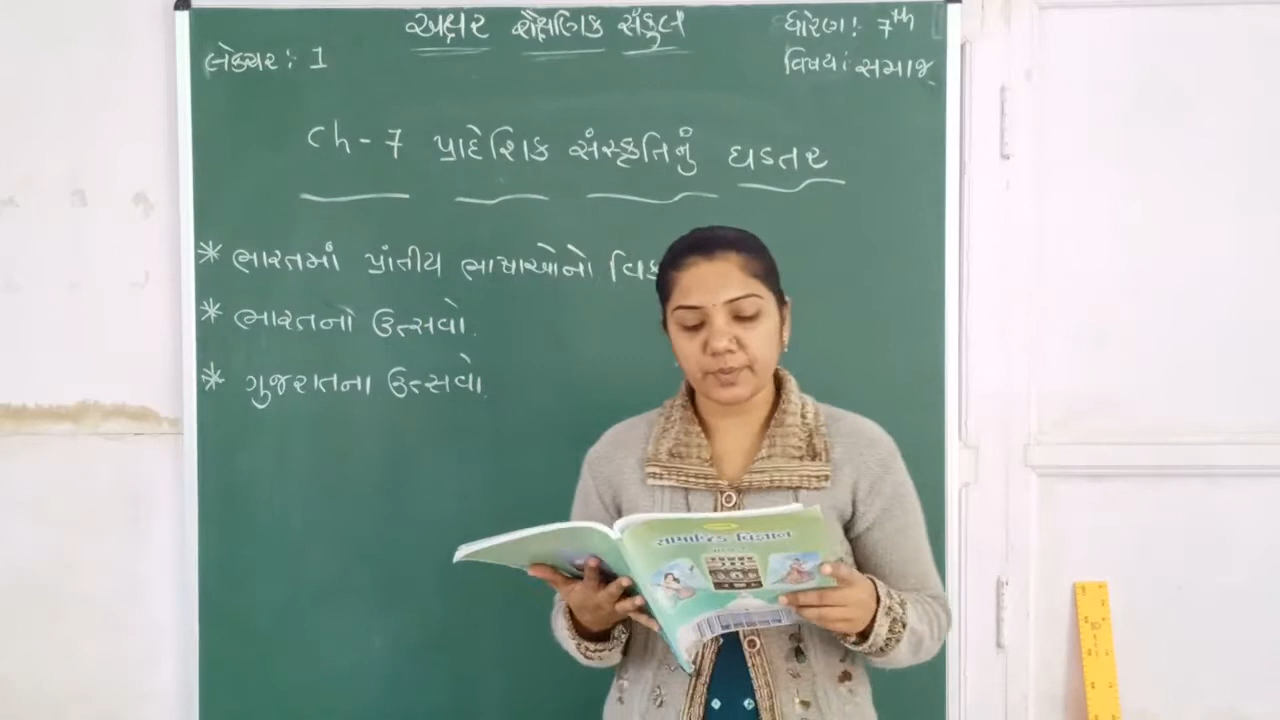 અક્ષર શૈક્ષણિક સંકુલ
ધોરણ: 7th
લેક્ચર: 1
વિષય: સમાજ
Ch-7 પ્રાદેશિક સંસ્કૃતિનું ઘડતર
* ભારતમાં પ્રાંતીય ભાષાઓનો
* ભારતનાં ઉત્સવો.
* ગુજરાતના ઉત્સવો.
સામાજિક વિજ્ઞાન